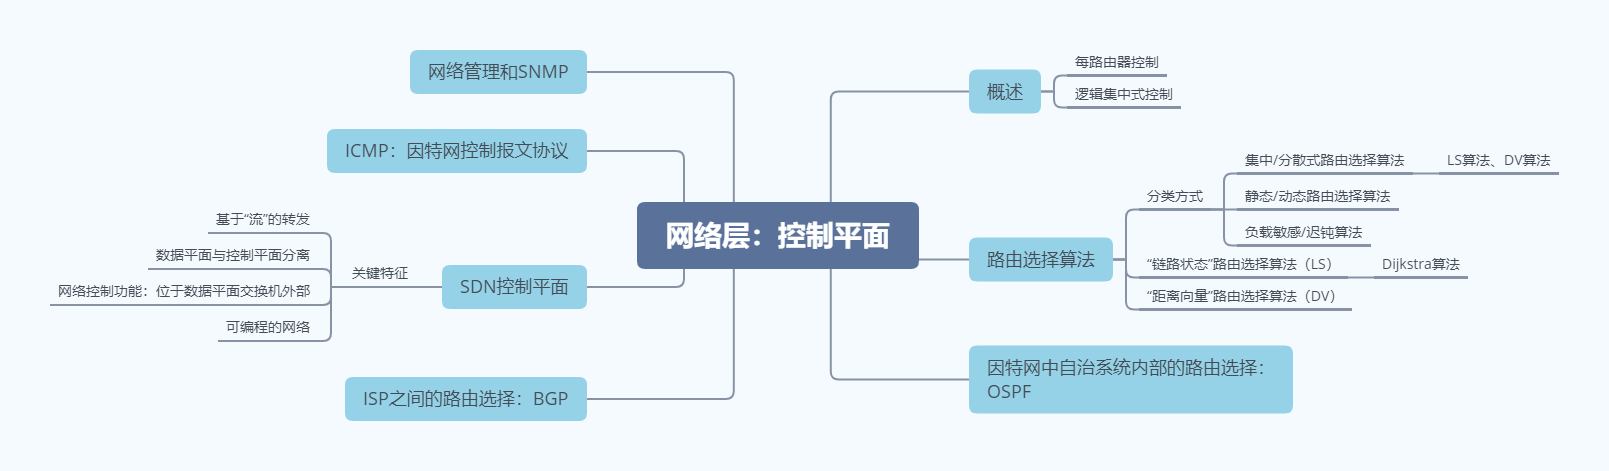 网络层：控制平面
概述
每路由器控制
逻辑集中式控制
路由选择算法
分类方式
集中/分散式路由选择算法
LS算法、DV算法
静态/动态路由选择算法
负载敏感/迟钝算法
“链路状态”路由选择算法（LS）
Dijkstra算法
“距离向量”路由选择算法（DV）
因特网中自治系统内部的路由选择：
OSPF
网络管理和SNMP
ICMP：因特网控制报文协议
SDN控制平面
关键特征
基于“流”的转发
数据平面与控制平面分离
网络控制功能：位于数据平面交换机外部
可编程的网络
ISP之间的路由选择：BGP